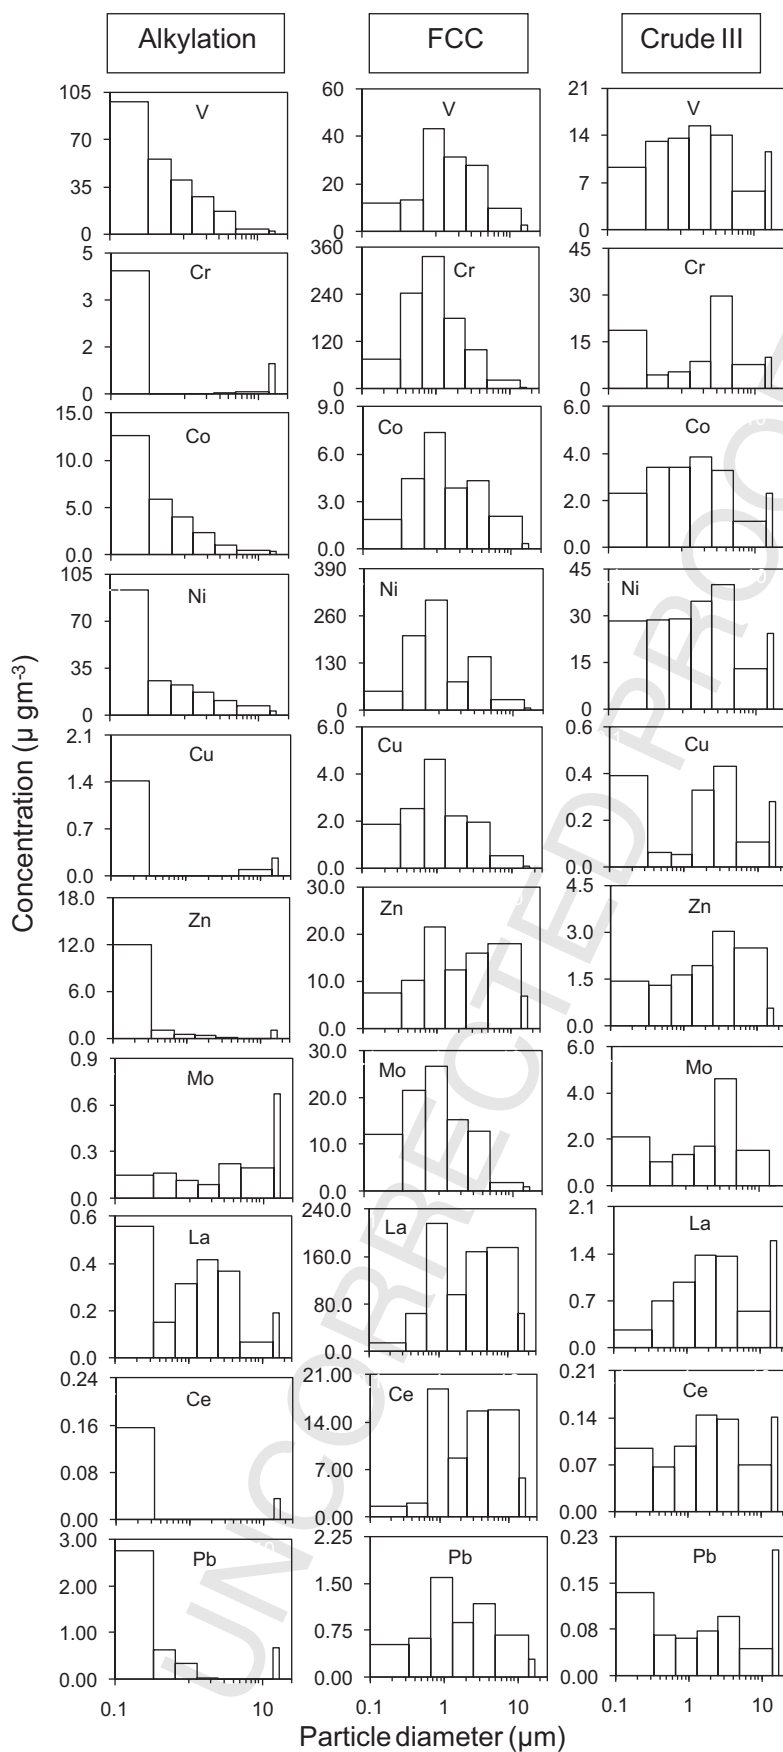 Alkylation FCC Crude III
105 60 21
V V V
70 40 14
35 20 7
0 0 0
5 360 45
Cr Cr Cr
3 240 30
2 120 15
0 0 0
15.0 9.0 6.0
Co Co Co
10.0 6.0 4.0
5.0 3.0 2.0
0.0 0.0 0.0
105 390 45
Ni Ni Ni
70 260 30
35 130 15
0 0 0
2.1 6.0 0.6
Cu Cu Cu
1.4 4.0 0.4
0.7 2.0 0.2
0.0 0.0 0.0
18.0 30.0 4.5
Zn Zn Zn
12.0 20.0 3.0
6.0 10.0 1.5
0.0 0.0 0.0
0.9 30.0 6.0
Mo Mo Mo
0.6 20.0 4.0
0.3 10.0 2.0
0.0 0.0 0.0
0.6 240.0 2.1
La La La
0.4 160.0 1.4
0.2 80.0 0.7
0.0 0.0 0.0
0.24 21.00 0.21
Ce Ce Ce
0.16 14.00 0.14
0.08 7.00 0.07
0.00 0.00 0.00
3.00 2.25 0.23
Pb Pb Pb
2.00 1.50 0.15
1.00 0.75 0.08
0.00 0.00 0.00
0.1 1 10 0.1 1 10 0.1 1 10
Concentration (μ gm-3)
Particle diameter (μm)
UNCORRECTED PROOF